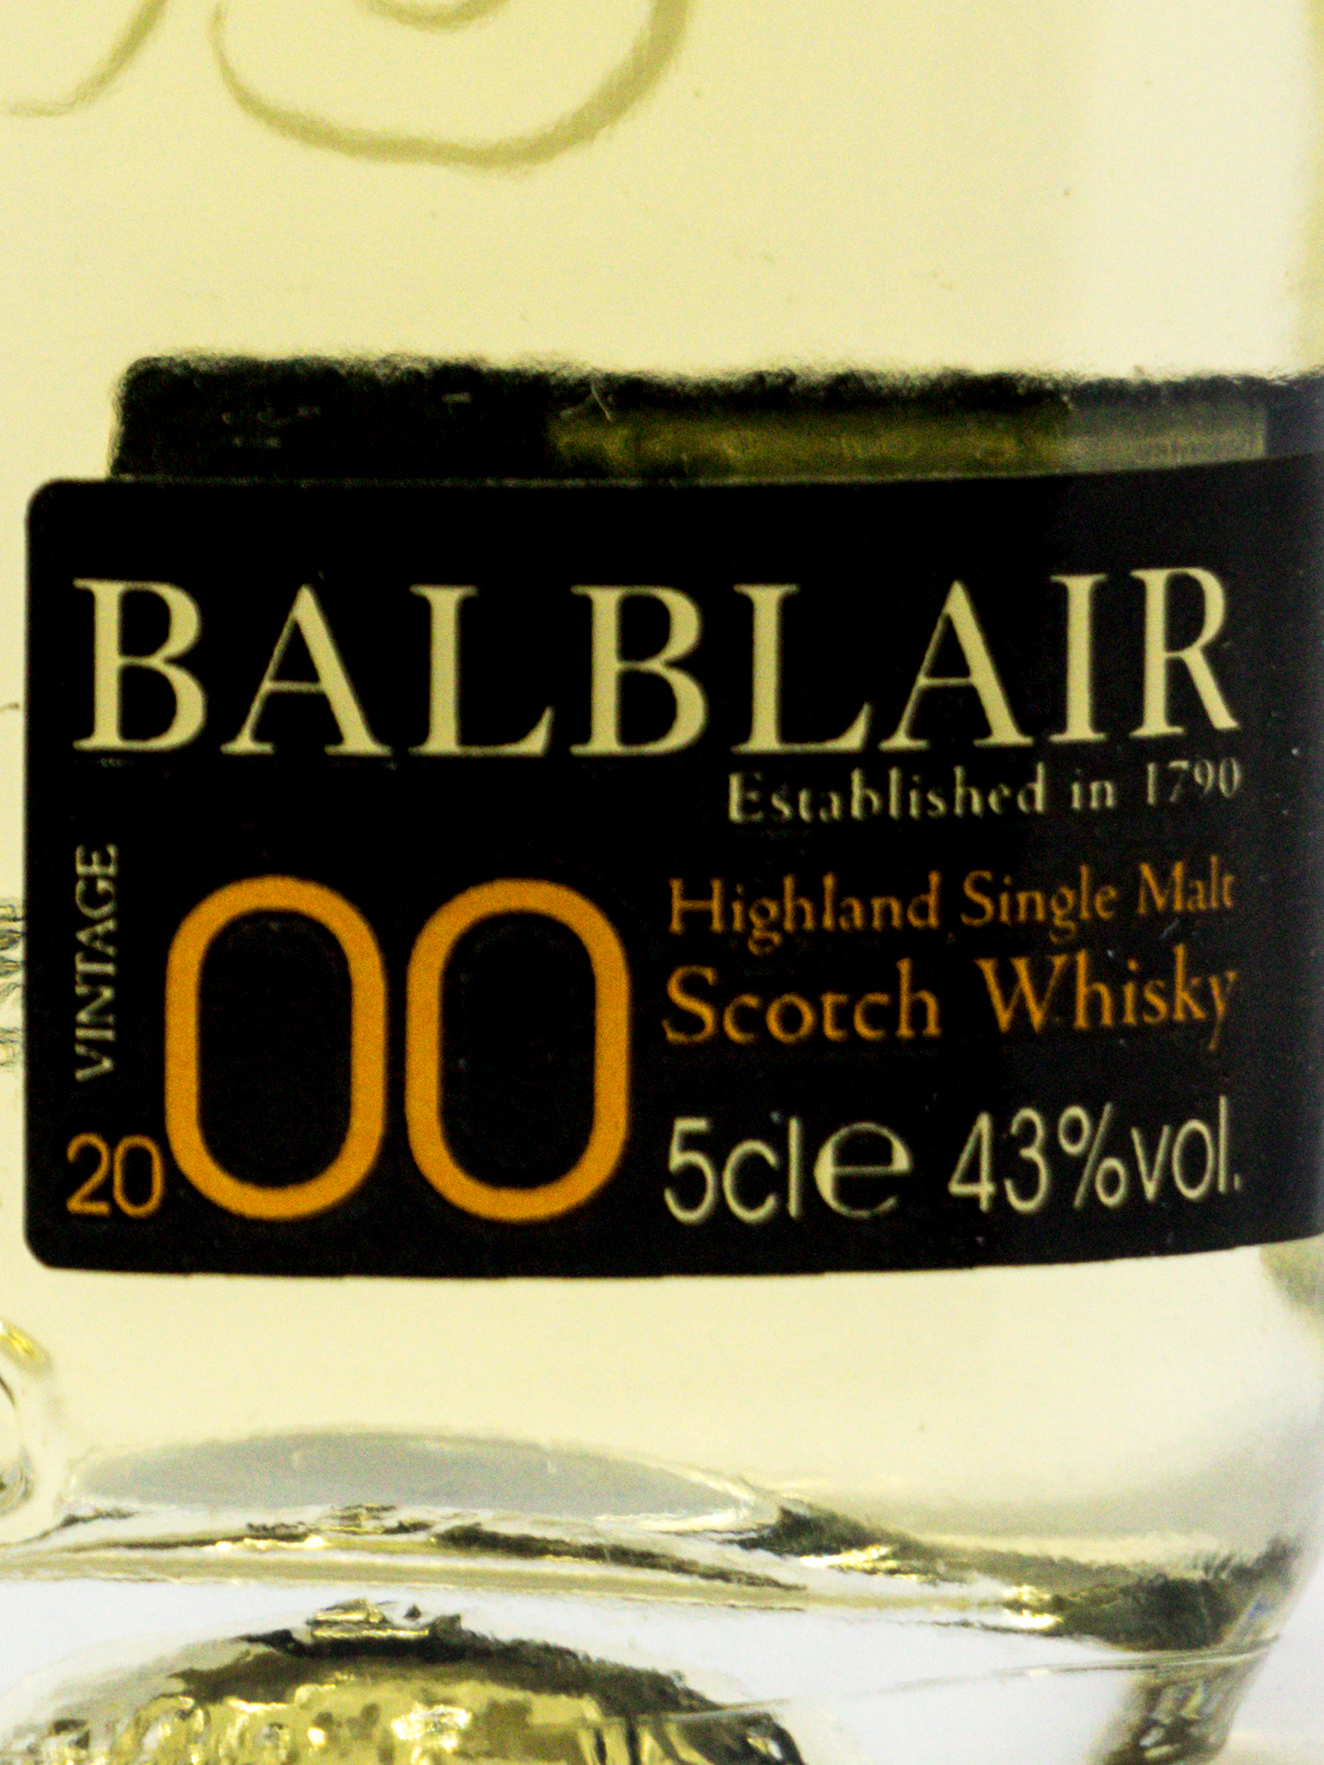 BALBLAIR
Established in 1790
VINTAGE
2000
Highland Single Malt
Scotch Whisky
5cl℮ 43%vol.